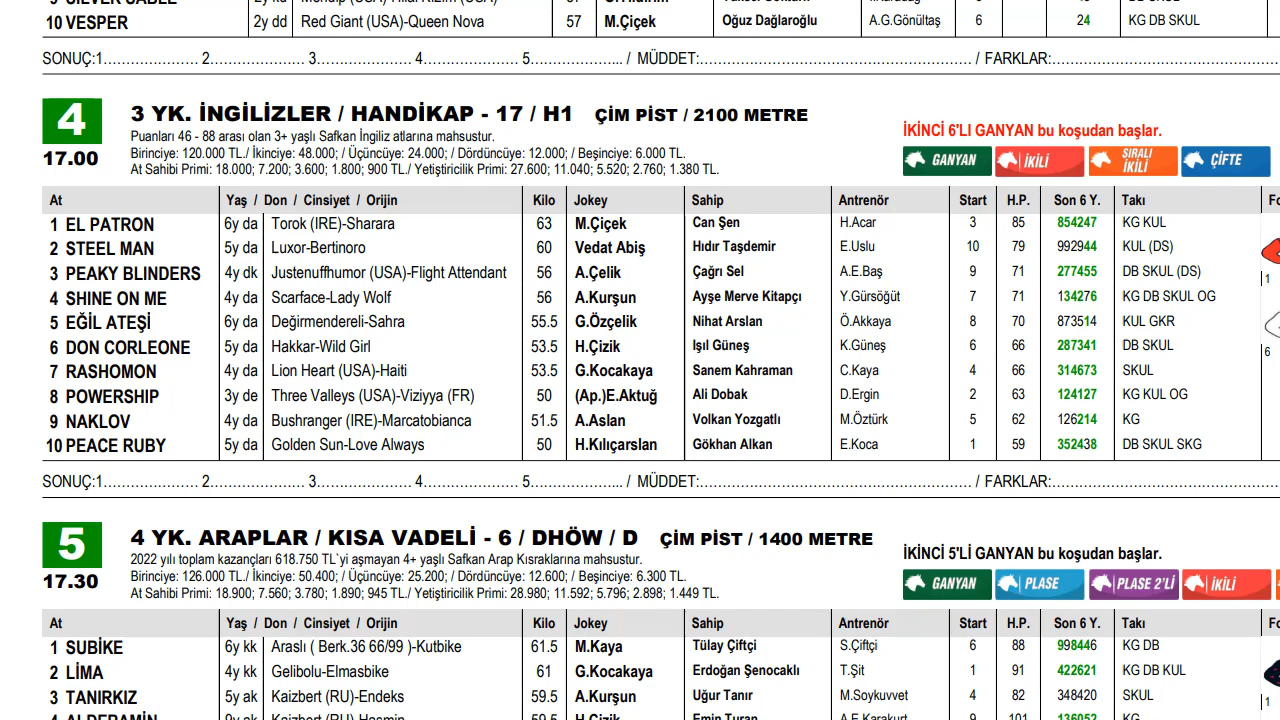 10 VESPER 2y dd Red Giant (USA)-Queen Nova 57 M.Çiçek Oğuz Dağlaroğlu A.G.Gönültaş 6 24 KG DB SKUL
SONUÇ:1...................... 2...................... 3...................... 4...................... 5..................... / MÜDDET:............................................................... / FARKLAR:....................................................
4 3 YK. İNGİLİZLER / HANDİKAP - 17 / H1 ÇİM PİST / 2100 METRE
17.00
Puanları 46 - 88 arası olan 3+ yaşlı Safkan İngiliz atlarına mahsustur.
Birinciye: 120.000 TL./ İkinciye: 48.000; / Üçüncüye: 24.000; / Dördüncüye: 12.000; / Beşinciye: 6.000 TL.
At Sahibi Primi: 18.000; 7.200; 3.600; 1.800; 900 TL./ Yetiştiricilik Primi: 27.600; 11.040; 5.520; 2.760; 1.380 TL.
İKİNCİ 6'LI GANYAN bu koşudan başlar.
GANYAN İKİLİ SIRALI İKİLİ ÇİFTE
At Yaş / Don / Cinsiyet / Orijin Kilo Jokey Sahip Antrenör Start H.P. Son 6 Y. Takı Fo
1 EL PATRON 6y da Torok (IRE)-Sharara 63 M.Çiçek Can Şen H.Acar 3 85 854247 KG KUL
2 STEEL MAN 5y da Luxor-Bertinoro 60 Vedat Abiş Hıdır Taşdemir E.Uslu 10 79 992944 KUL (DS)
3 PEAKY BLINDERS 4y dk Justenuffhumor (USA)-Flight Attendant 56 A.Çelik Çağrı Sel A.E.Baş 9 71 277455 DB SKUL (DS) 1
4 SHINE ON ME 4y da Scarface-Lady Wolf 56 A.Kurşun Ayşe Merve Kitapçı Y.Gürsöğüt 7 71 134276 KG DB SKUL OG
5 EĞİL ATEŞİ 6y da Değirmendereli-Sahra 55.5 G.Özçelik Nihat Arslan Ö.Akkaya 8 70 873514 KUL GKR
6 DON CORLEONE 5y da Hakkar-Wild Girl 53.5 H.Çizik Işıl Güneş K.Güneş 6 66 287341 DB SKUL 6
7 RASHOMON 4y da Lion Heart (USA)-Haiti 53.5 G.Kocakaya Sanem Kahraman C.Kaya 4 66 314673 SKUL
8 POWERSHIP 3y de Three Valleys (USA)-Viziyya (FR) 50 (Ap.)E.Aktuğ Ali Dobak D.Ergin 2 63 124127 KG KUL OG
9 NAKLOV 4y da Bushranger (IRE)-Marcatobianca 51.5 A.Aslan Volkan Yozgatlı M.Öztürk 5 62 126214 KG
10 PEACE RUBY 5y da Golden Sun-Love Always 50 H.Kılıçarslan Gökhan Alkan E.Koca 1 59 352438 DB SKUL SKG
SONUÇ:1...................... 2...................... 3...................... 4...................... 5..................... / MÜDDET:............................................................... / FARKLAR:....................................................
5 4 YK. ARAPLAR / KISA VADELİ - 6 / DHÖW / D ÇİM PİST / 1400 METRE
17.30
2022 yılı toplam kazançları 618.750 TL`yi aşmayan 4+ yaşlı Safkan Arap Kısraklarına mahsustur.
Birinciye: 126.000 TL./ İkinciye: 50.400; / Üçüncüye: 25.200; / Dördüncüye: 12.600; / Beşinciye: 6.300 TL.
At Sahibi Primi: 18.900; 7.560; 3.780; 1.890; 945 TL./ Yetiştiricilik Primi: 28.980; 11.592; 5.796; 2.898; 1.449 TL.
İKİNCİ 5'Lİ GANYAN bu koşudan başlar.
GANYAN PLASE PLASE 2'Lİ İKİLİ
At Yaş / Don / Cinsiyet / Orijin Kilo Jokey Sahip Antrenör Start H.P. Son 6 Y. Takı Fo
1 SUBİKE 6y kk Araslı ( Berk.36 66/99 )-Kutbike 61.5 M.Kaya Tülay Çiftçi S.Çiftçi 6 88 998446 KG DB
2 LİMA 4y kk Gelibolu-Elmasbike 61 G.Kocakaya Erdoğan Şenocaklı T.Şit 1 91 422621 KG DB KUL
3 TANIRKIZ 5y ak Kaizbert (RU)-Endeks 59.5 A.Kurşun Uğur Tanır M.Soykuvvet 4 82 348420 SKUL 1